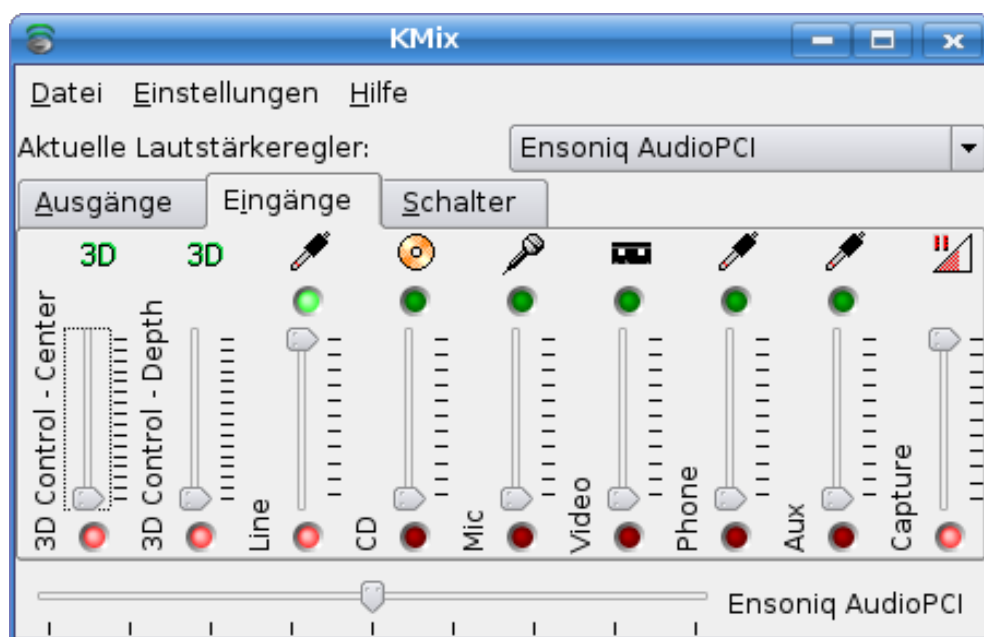 KMix
Datei Einstellungen Hilfe
Aktuelle Lautstärkeregler: Ensoniq AudioPCI
Ausgänge Eingänge Schalter
3D 3D
3D Control - Center
3D Control - Depth
Line
CD
Mic
Video
Phone
Aux
Capture
Ensoniq AudioPCI